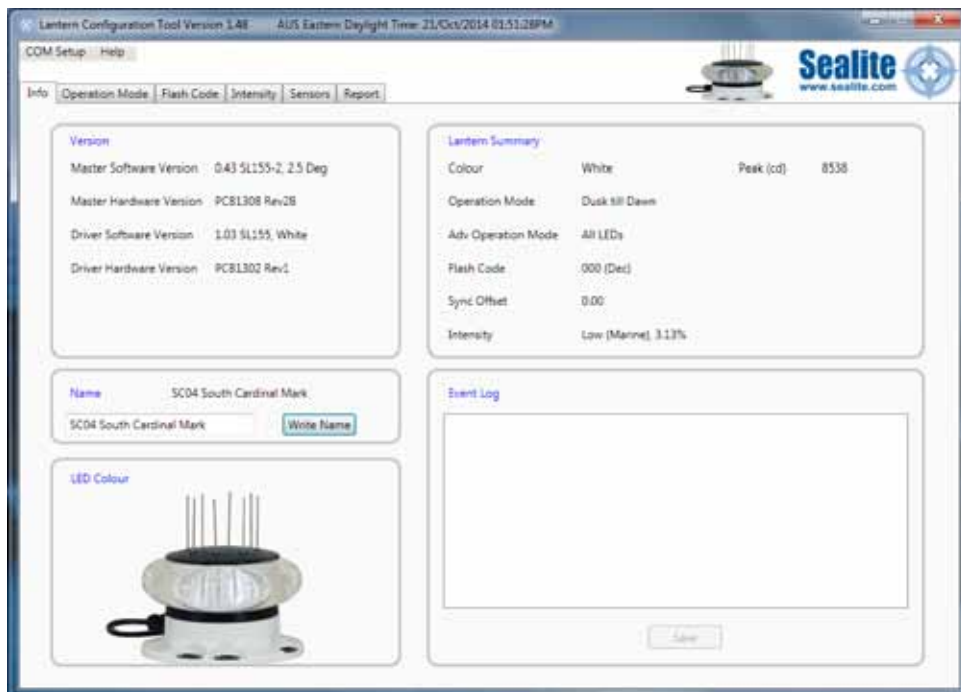 Lantern Configuration Tool Version 1.48 AUS Eastern Daylight Time: 21/Oct/2014 01:51:28PM
COM Setup Help
Sealite
www.sealite.com
Info Operation Mode Flash Code Intensity Sensors Report
Version
Master Software Version 0.43 SL155-2, 2.5 Deg
Master Hardware Version PCB1308 Rev2B
Driver Software Version 1.03 SL155, White
Driver Hardware Version PCB1302 Rev1
Lantern Summary
Colour White Peak (cd) 8538
Operation Mode Dusk till Dawn
Adv Operation Mode All LEDs
Flash Code 000 (Dec)
Sync Offset 0.00
Intensity Low (Marine), 3.13%
Name SC04 South Cardinal Mark
SC04 South Cardinal Mark Write Name
LED Colour
Event Log
Save